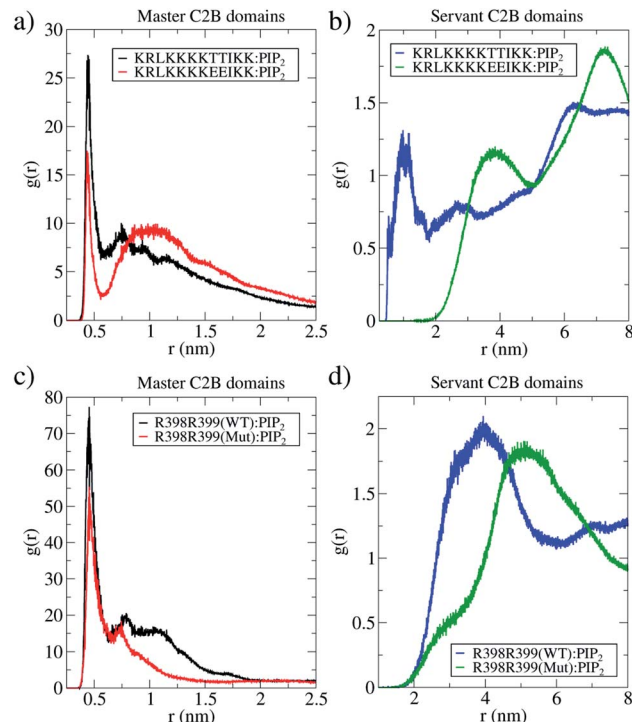 a)
Master C2B domains
KRLKKKKTTIKK:PIP2
KRLKKKKEEIKK:PIP2
g(r)
30
25
20
15
10
5
0
0.5 1 1.5 2 2.5
r (nm)
b)
Servant C2B domains
KRLKKKKTTIKK:PIP2
KRLKKKKEEIKK:PIP2
g(r)
2
1.5
1
0.5
0
2 4 6 8
r (nm)
c)
Master C2B domains
R398R399(WT):PIP2
R398R399(Mut):PIP2
g(r)
80
70
60
50
40
30
20
10
0
0.5 1 1.5 2 2.5
r (nm)
d)
Servant C2B domains
g(r)
2
1.5
1
0.5
0
R398R399(WT):PIP2
R398R399(Mut):PIP2
2 4 6 8
r (nm)